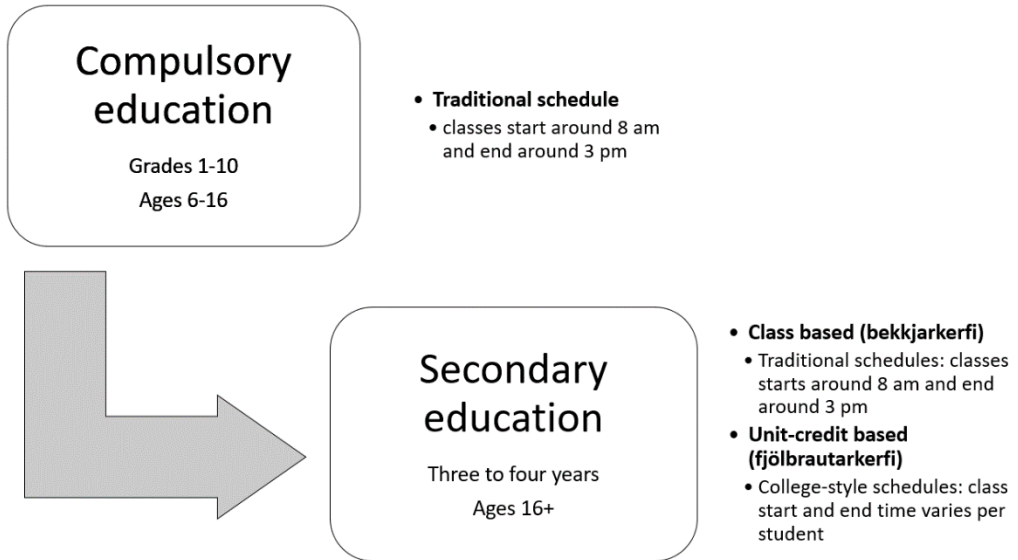 Compulsory
education
Grades 1-10
Ages 6-16
• Traditional schedule
• classes start around 8 am
and end around 3 pm
Secondary
education
Three to four years
Ages 16+
• Class based (bekkjarkerfi)
• Traditional schedules: classes
starts around 8 am and end
around 3 pm
• Unit-credit based
(fjölbrautarkerfi)
• College-style schedules: class
start and end time varies per
student